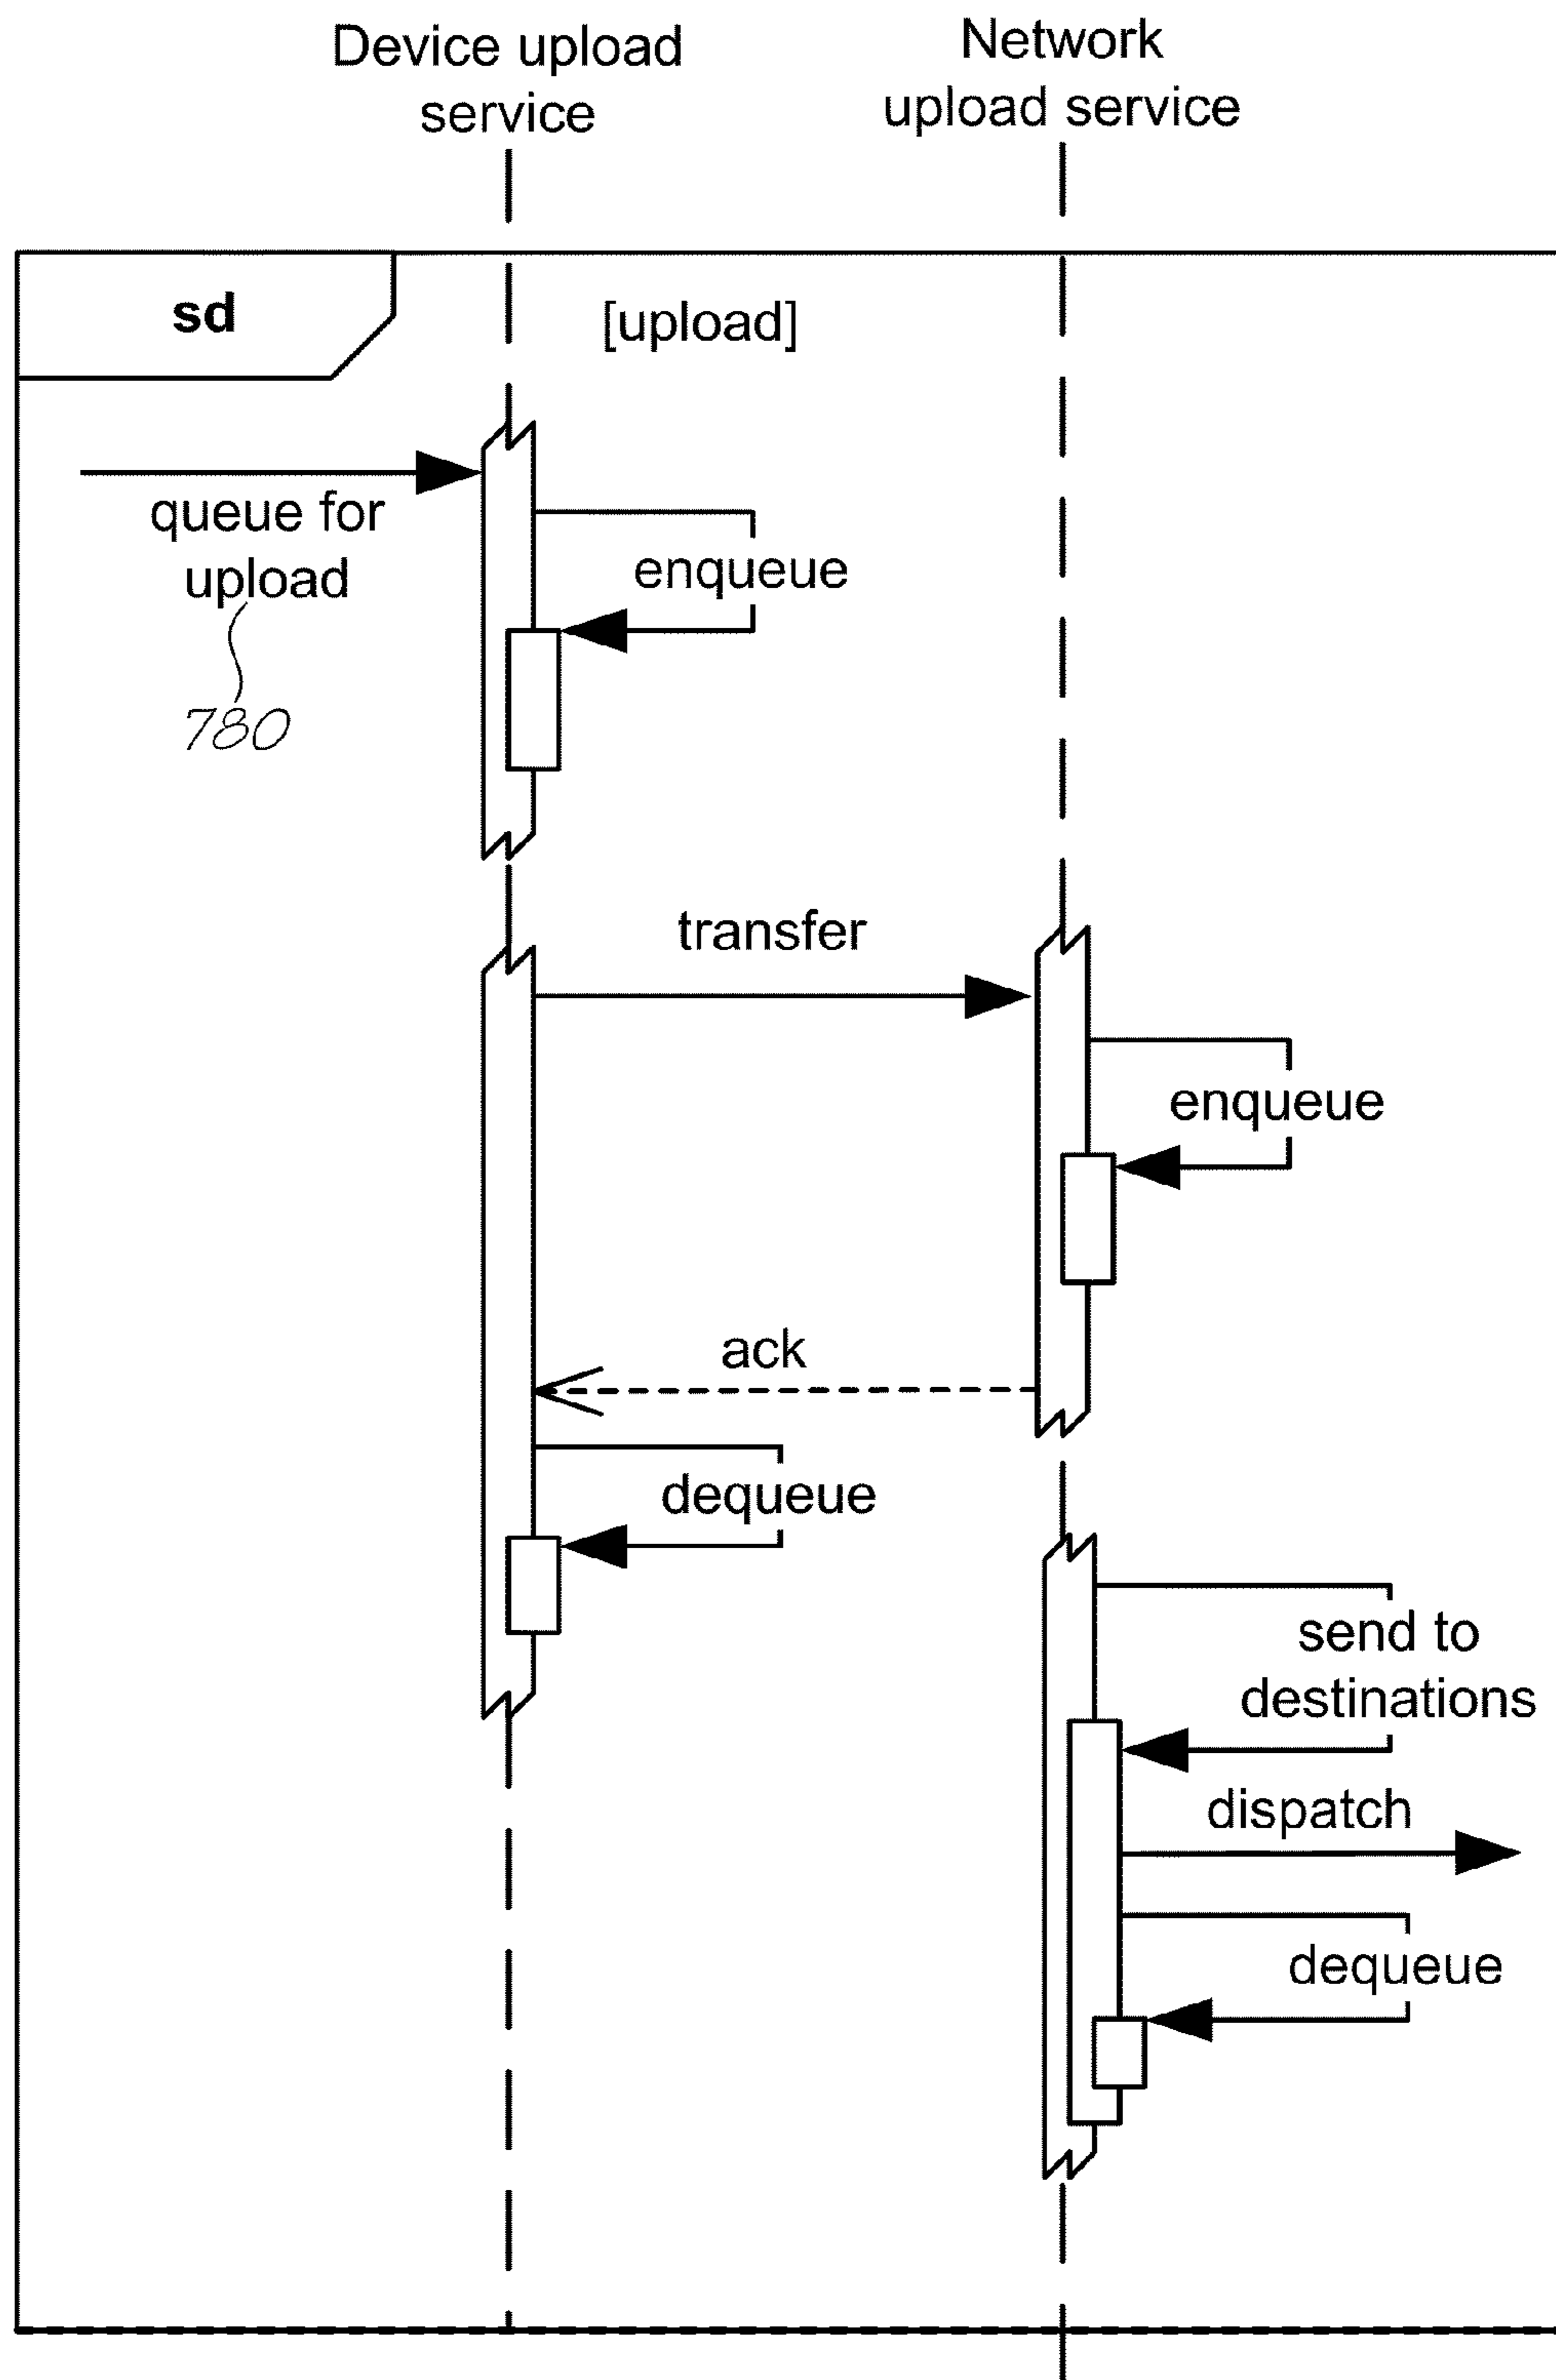 Device upload
service
Network
upload service
sd
[upload]
queue for
upload
780
enqueue
transfer
enqueue
ack
dequeue
send to
destinations
dispatch
dequeue